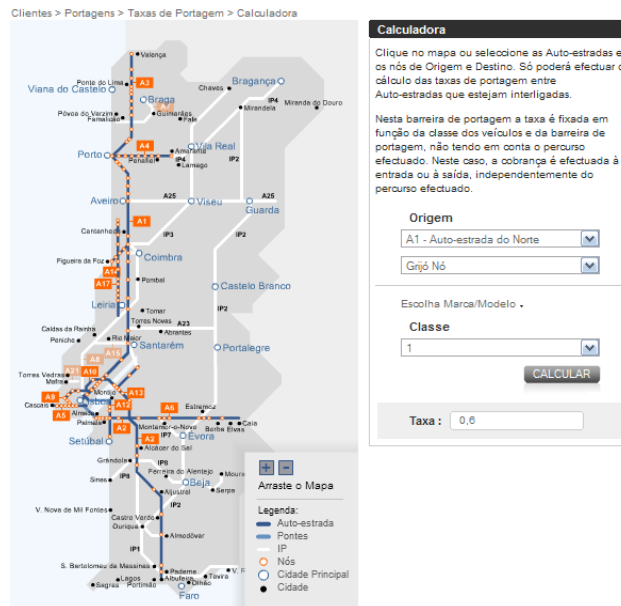 Clientes > Portagens > Taxas de Portagem > Calculadora
Valença
Ponte do Lima
A3
Viana do Castelo
Braga
Chaves
Bragança
IP4
Mirandela
Miranda do Douro
Póvoa do Varzim
Famalicão
Guimarães
Fafe
A4
Amarante
Vila Real
Porto
Penafiel
IP4
Lamego
IP2
Aveiro
A25
Viseu
A25
Guarda
A1
Cantanhede
IP3
IP2
Figueira da Foz
Coimbra
A14
A17
Pombal
Castelo Branco
Leiria
Tomar
IP2
Torres Novas
A23
Abrantes
Caldas da Rainha
Peniche
Rio Maior
Santarém
Portalegre
A8
A15
Torres Vedras
A21
A10
Mafra
A9
Montijo
A13
Lisboa
A12
A6
Estremoz
Cascais
A5
Almada
Palmela
A2
Montemor-o-Novo
Borba
Elvas
Caia
IP7
Évora
Setúbal
A2
Alcácer do Sal
Grândola
IP8
Ferreira do Alentejo
Sines
IP8
Beja
Aljustrel
Serpa
V. Nova de Mil Fontes
IP2
Castro Verde
Ourique
Almodôvar
IP1
S. Bartolomeu de Messines
Paderne
Lagos
Albufeira
Tavira
Sagres
Portimão
Olhão
Faro
Arraste o Mapa
Legenda:
Auto-estrada
Pontes
IP
Nós
Cidade Principal
Cidade
Calculadora
Clique no mapa ou seleccione as Auto-estradas e
os nós de Origem e Destino. Só poderá efectuar o
cálculo das taxas de portagem entre
Auto-estradas que estejam interligadas.
Nesta barreira de portagem a taxa é fixada em
função da classe dos veículos e da barreira de
portagem, não tendo em conta o percurso
efectuado. Neste caso, a cobrança é efectuada à
entrada ou à saída, independentemente do
percurso efectuado.
Origem
A1 - Auto-estrada do Norte
Grijó Nó
Escolha Marca/Modelo
Classe
1
CALCULAR
Taxa : 0,6